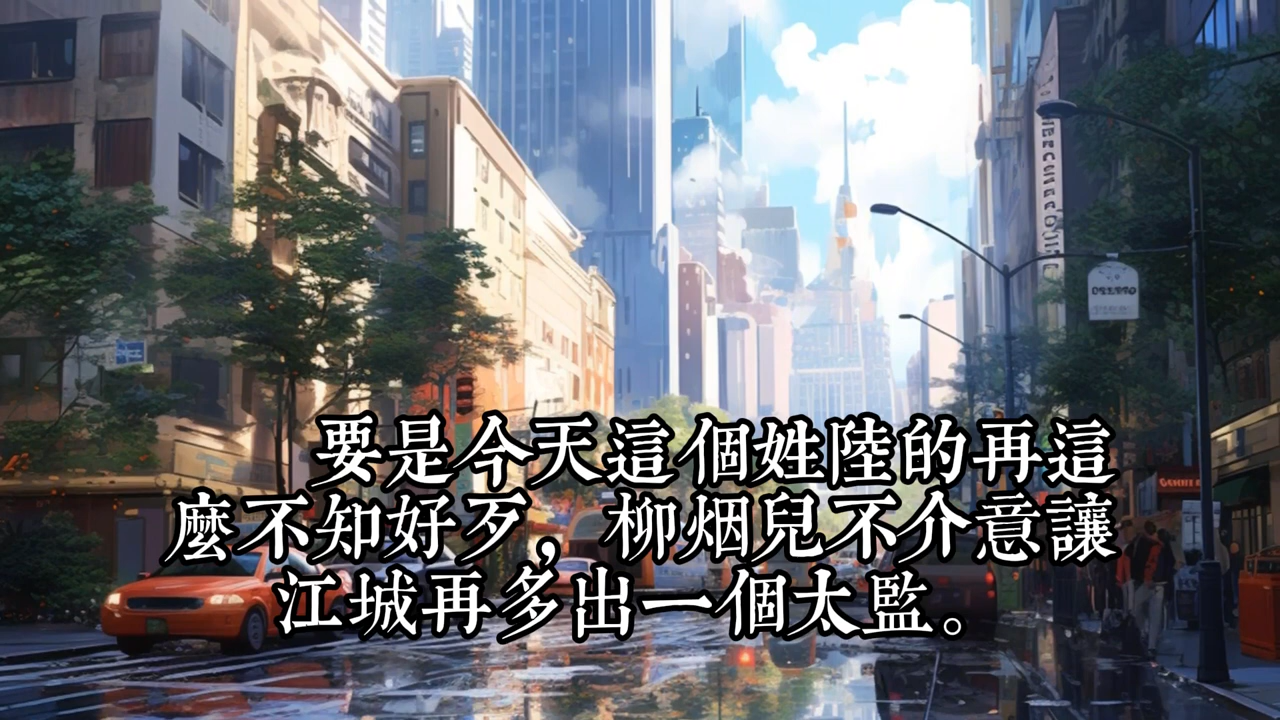 要是今天這個姓陸的再這
麼不知好歹，柳烟兒不介意讓
江城再多出一個太監。